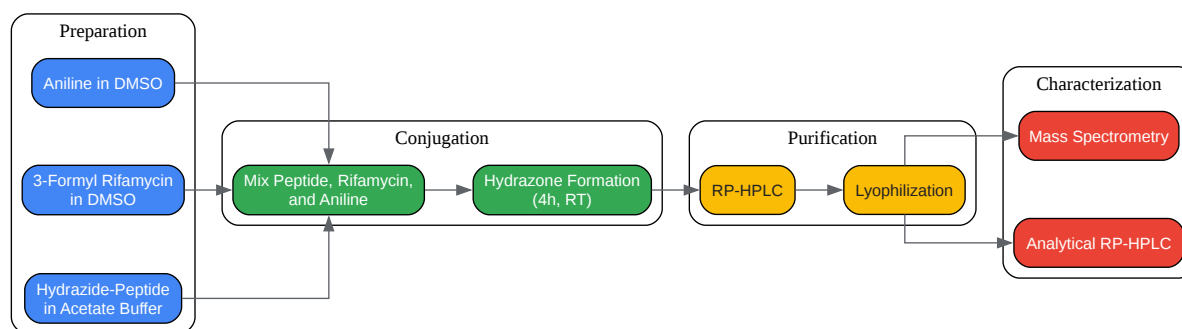 Preparation
Aniline in DMSO
3-Formyl Rifamycin
in DMSO
Hydrazide-Peptide
in Acetate Buffer
Conjugation
Mix Peptide, Rifamycin,
and Aniline
Hydrazone Formation
(4h, RT)
Purification
RP-HPLC
Lyophilization
Characterization
Mass Spectrometry
Analytical RP-HPLC